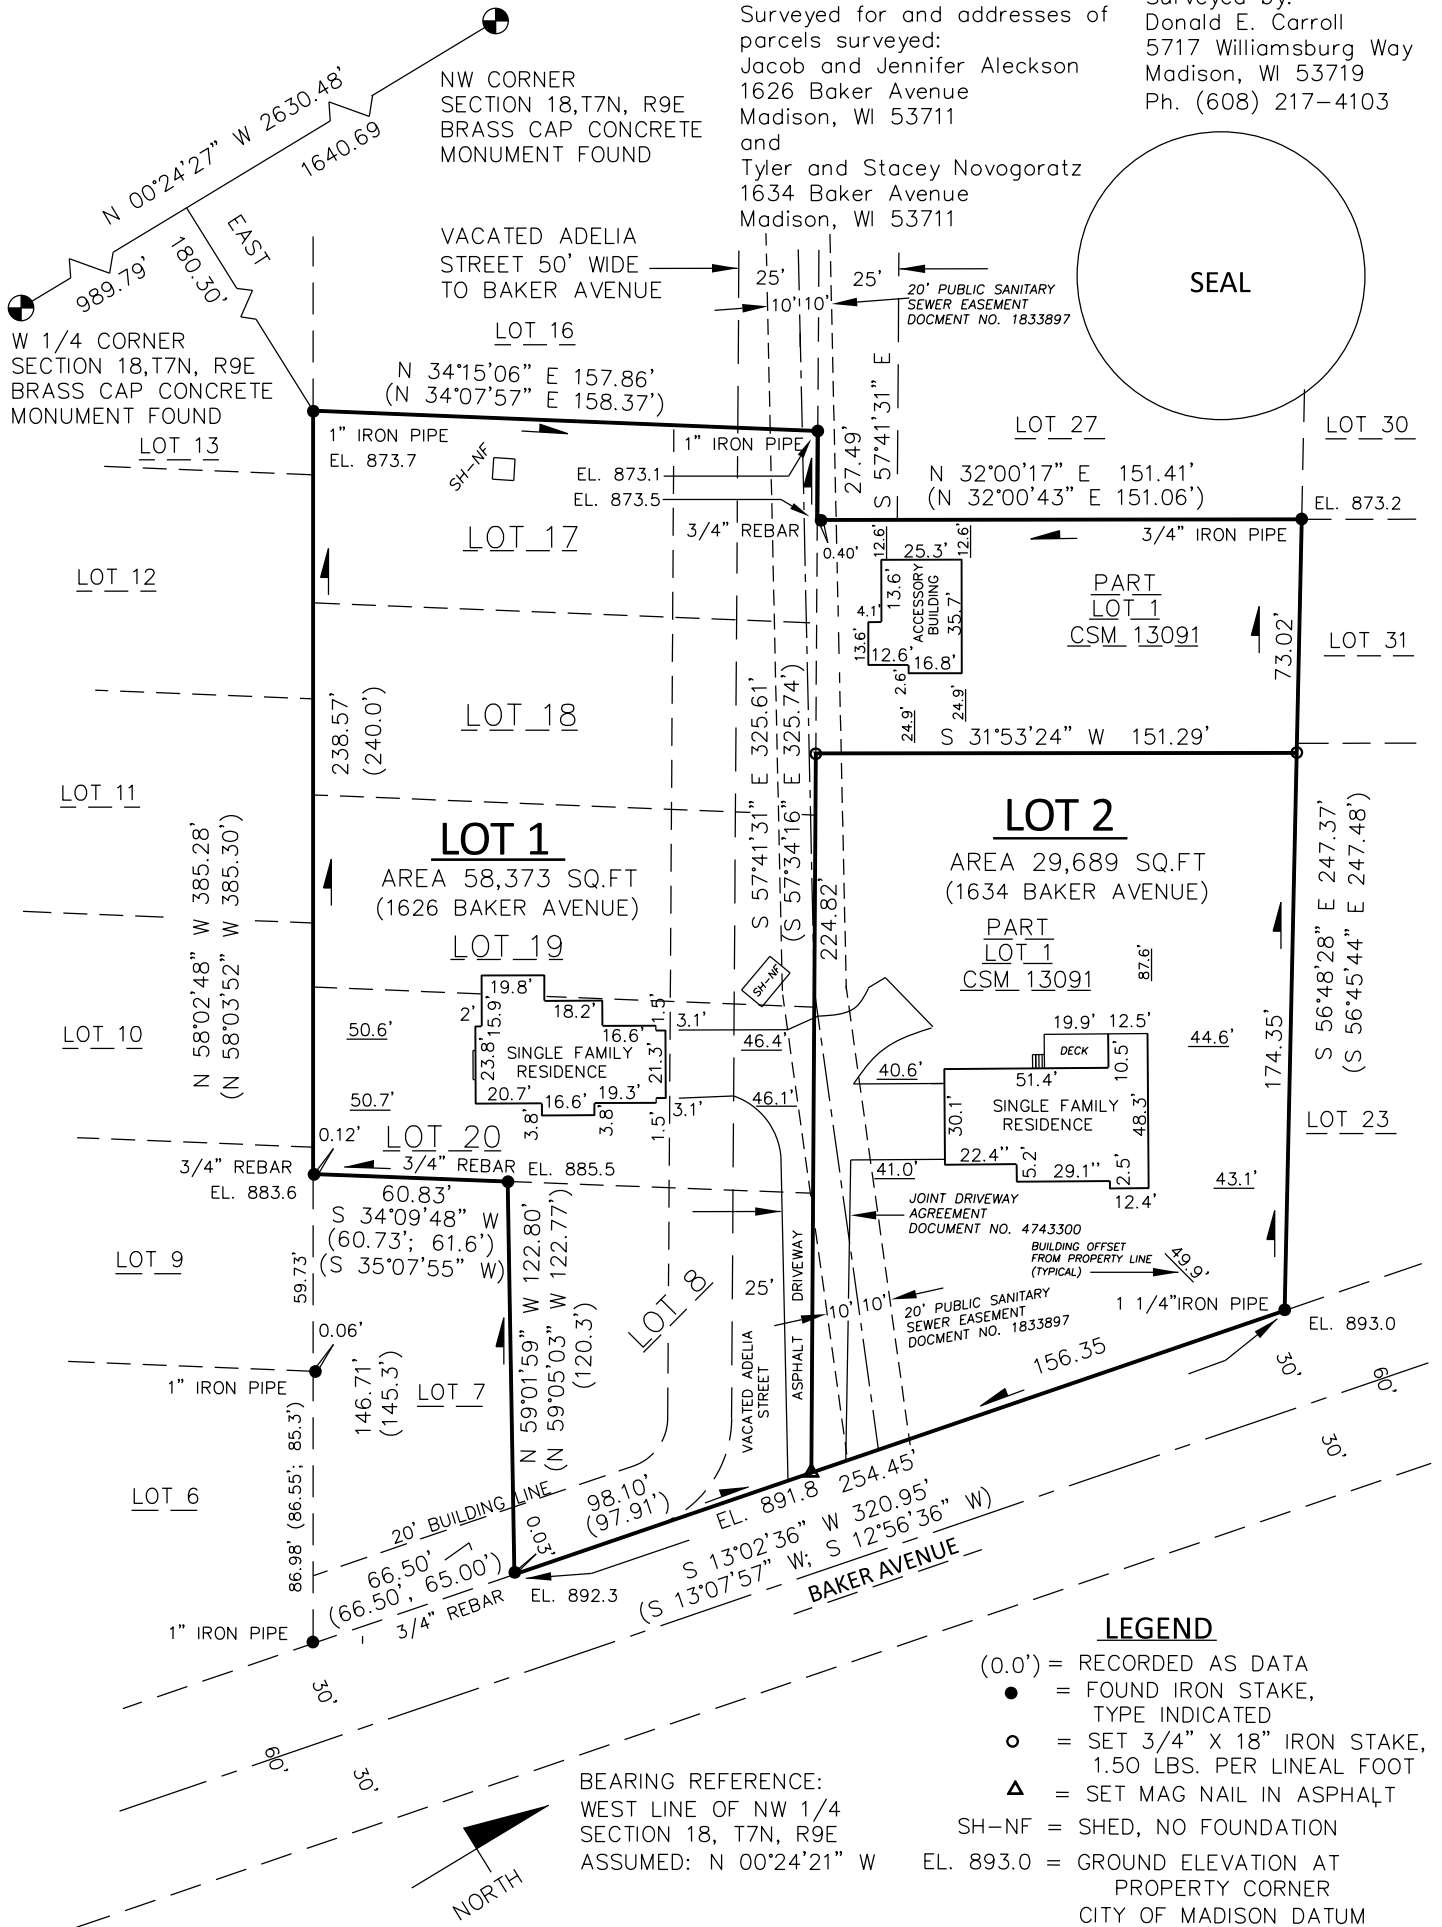 Surveyed for and addresses of
parcels surveyed:
Jacob and Jennifer Aleckson
1626 Baker Avenue
Madison, WI 53711
and
Tyler and Stacey Novogoratz
1634 Baker Avenue
Madison, WI 53711
Surveyed by:
Donald E. Carroll
5717 Williamsburg Way
Madison, WI 53719
Ph. (608) 217-4103
SEAL
NW CORNER
SECTION 18,T7N, R9E
BRASS CAP CONCRETE
MONUMENT FOUND
N 00°24'27" W 2630.48'
1640.69
989.79'
EAST
180.30'
W 1/4 CORNER
SECTION 18,T7N, R9E
BRASS CAP CONCRETE
MONUMENT FOUND
VACATED ADELIA
STREET 50' WIDE
TO BAKER AVENUE
25'
25'
10'
10'
20' PUBLIC SANITARY
SEWER EASEMENT
DOCMENT NO. 1833897
LOT 16
N 34°15'06" E 157.86'
(N 34°07'57" E 158.37')
1" IRON PIPE
EL. 873.7
SH-NF
1" IRON PIPE
EL. 873.1
EL. 873.5
3/4" REBAR
0.40'
27.49'
S 57°41'31" E
LOT 27
N 32°00'17" E 151.41'
(N 32°00'43" E 151.06')
LOT 30
EL. 873.2
3/4" IRON PIPE
LOT 13
LOT 12
LOT 11
LOT 10
LOT 9
LOT 6
LOT 17
LOT 18
238.57'
(240.0')
N 58°02'48" W 385.28'
(N 58°03'52" W 385.30')
12.6'
25.3'
12.6'
13.6'
4.1'
13.6'
ACCESSORY
BUILDING
35.7'
12.6'
16.8'
2.6'
24.9'
24.9'
PART
LOT 1
CSM 13091
73.02'
LOT 31
S 31°53'24" W 151.29'
S 57°41'31" E 325.61'
(S 57°34'16" E 325.74')
224.82'
LOT 1
AREA 58,373 SQ.FT
(1626 BAKER AVENUE)
LOT 19
LOT 2
AREA 29,689 SQ.FT
(1634 BAKER AVENUE)
PART
LOT 1
CSM 13091
87.6'
S 56°48'28" E 247.37'
(S 56°45'44" E 247.48')
174.35'
SH-NF
19.8'
2'
15.9'
18.2'
16.6'
1.5'
3.1'
50.6'
23.8'
SINGLE FAMILY
RESIDENCE
21.3'
46.4'
50.7'
20.7'
16.6'
19.3'
3.8'
3.8'
1.5'
3.1'
46.1'
40.6'
19.9'
12.5'
DECK
10.5'
51.4'
44.6'
30.1'
SINGLE FAMILY
RESIDENCE
48.3'
22.4"
5.2'
29.1"
2.5'
12.4'
41.0'
43.1'
LOT 23
0.12'
LOT 20
3/4" REBAR
3/4" REBAR
EL. 885.5
EL. 883.6
60.83'
S 34°09'48" W
(60.73'; 61.6')
(S 35°07'55" W)
JOINT DRIVEWAY
AGREEMENT
DOCUMENT NO. 4743300
BUILDING OFFSET
FROM PROPERTY LINE
(TYPICAL)
49.9'
59.73'
0.06'
1" IRON PIPE
146.71'
(145.3')
LOT 7
N 59°01'59" W 122.80'
(N 59°05'03" W 122.77')
(120.3')
LOT 8
25'
VACATED ADELIA
STREET
ASPHALT DRIVEWAY
10'
10'
20' PUBLIC SANITARY
SEWER EASEMENT
DOCMENT NO. 1833897
1 1/4"IRON PIPE
EL. 893.0
156.35
30'
60'
30'
86.98' (86.55'; 85.3')
20' BUILDING LINE
98.10'
(97.91')
0.03'
EL. 891.8
254.45'
S 13°02'36" W 320.95'
(S 13°07'57" W; S 12°56'36" W)
BAKER AVENUE
66.50'
(66.50', 65.00')
3/4" REBAR
EL. 892.3
1" IRON PIPE
30'
60'
30'
BEARING REFERENCE:
WEST LINE OF NW 1/4
SECTION 18, T7N, R9E
ASSUMED: N 00°24'21" W
NORTH
LEGEND
(0.0') = RECORDED AS DATA
= FOUND IRON STAKE,
TYPE INDICATED
= SET 3/4" X 18" IRON STAKE,
1.50 LBS. PER LINEAL FOOT
= SET MAG NAIL IN ASPHALT
SH-NF = SHED, NO FOUNDATION
EL. 893.0 = GROUND ELEVATION AT
PROPERTY CORNER
CITY OF MADISON DATUM